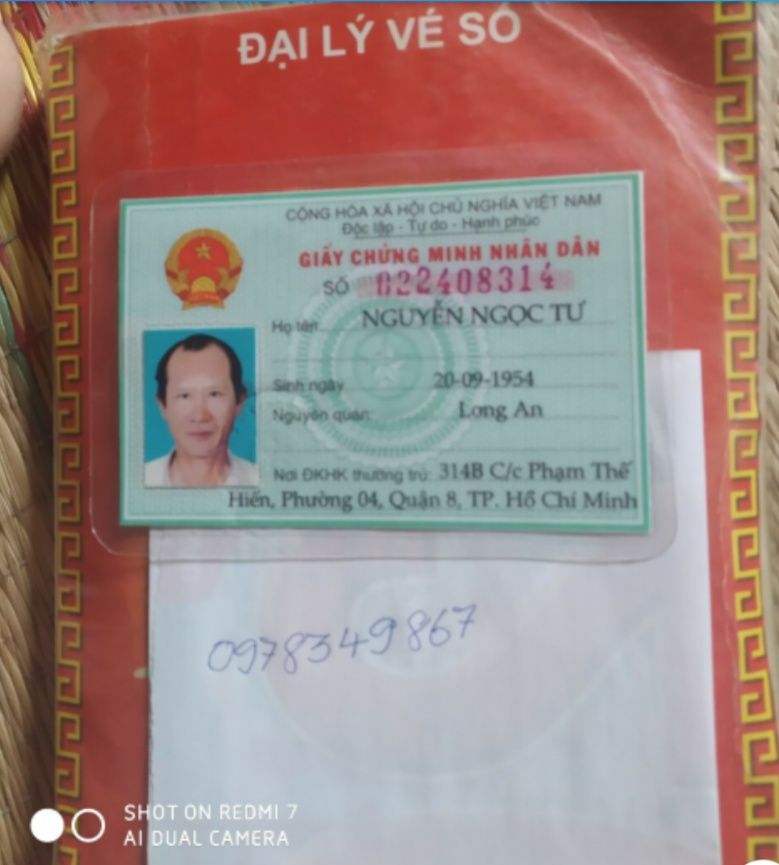 ĐẠI LÝ VÉ SỐ
CỘNG HÒA XÃ HỘI CHỦ NGHĨA VIỆT NAM
Độc lập - Tự do - Hạnh phúc
GIẤY CHỨNG MINH NHÂN DÂN
SỐ 022408314
Họ tên: NGUYỄN NGỌC TƯ
Sinh ngày 20-09-1954
Nguyên quán: Long An
Nơi ĐKHK thường trú: 314B C/c Phạm Thế
Hiển, Phường 04, Quận 8, TP. Hồ Chí Minh
0978349867
SHOT ON REDMI 7
AI DUAL CAMERA